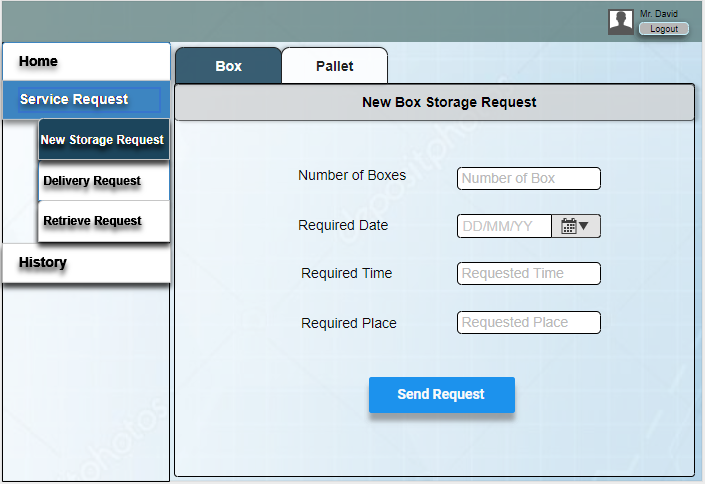 Mr. David
Logout
Home
Service Request
New Storage Request
Delivery Request
Retrieve Request
History
Box
Pallet
New Box Storage Request
Number of Boxes
Number of Box
Required Date
DD/MM/YY
Required Time
Requested Time
Required Place
Requested Place
Send Request
depositphotos
depositphotos